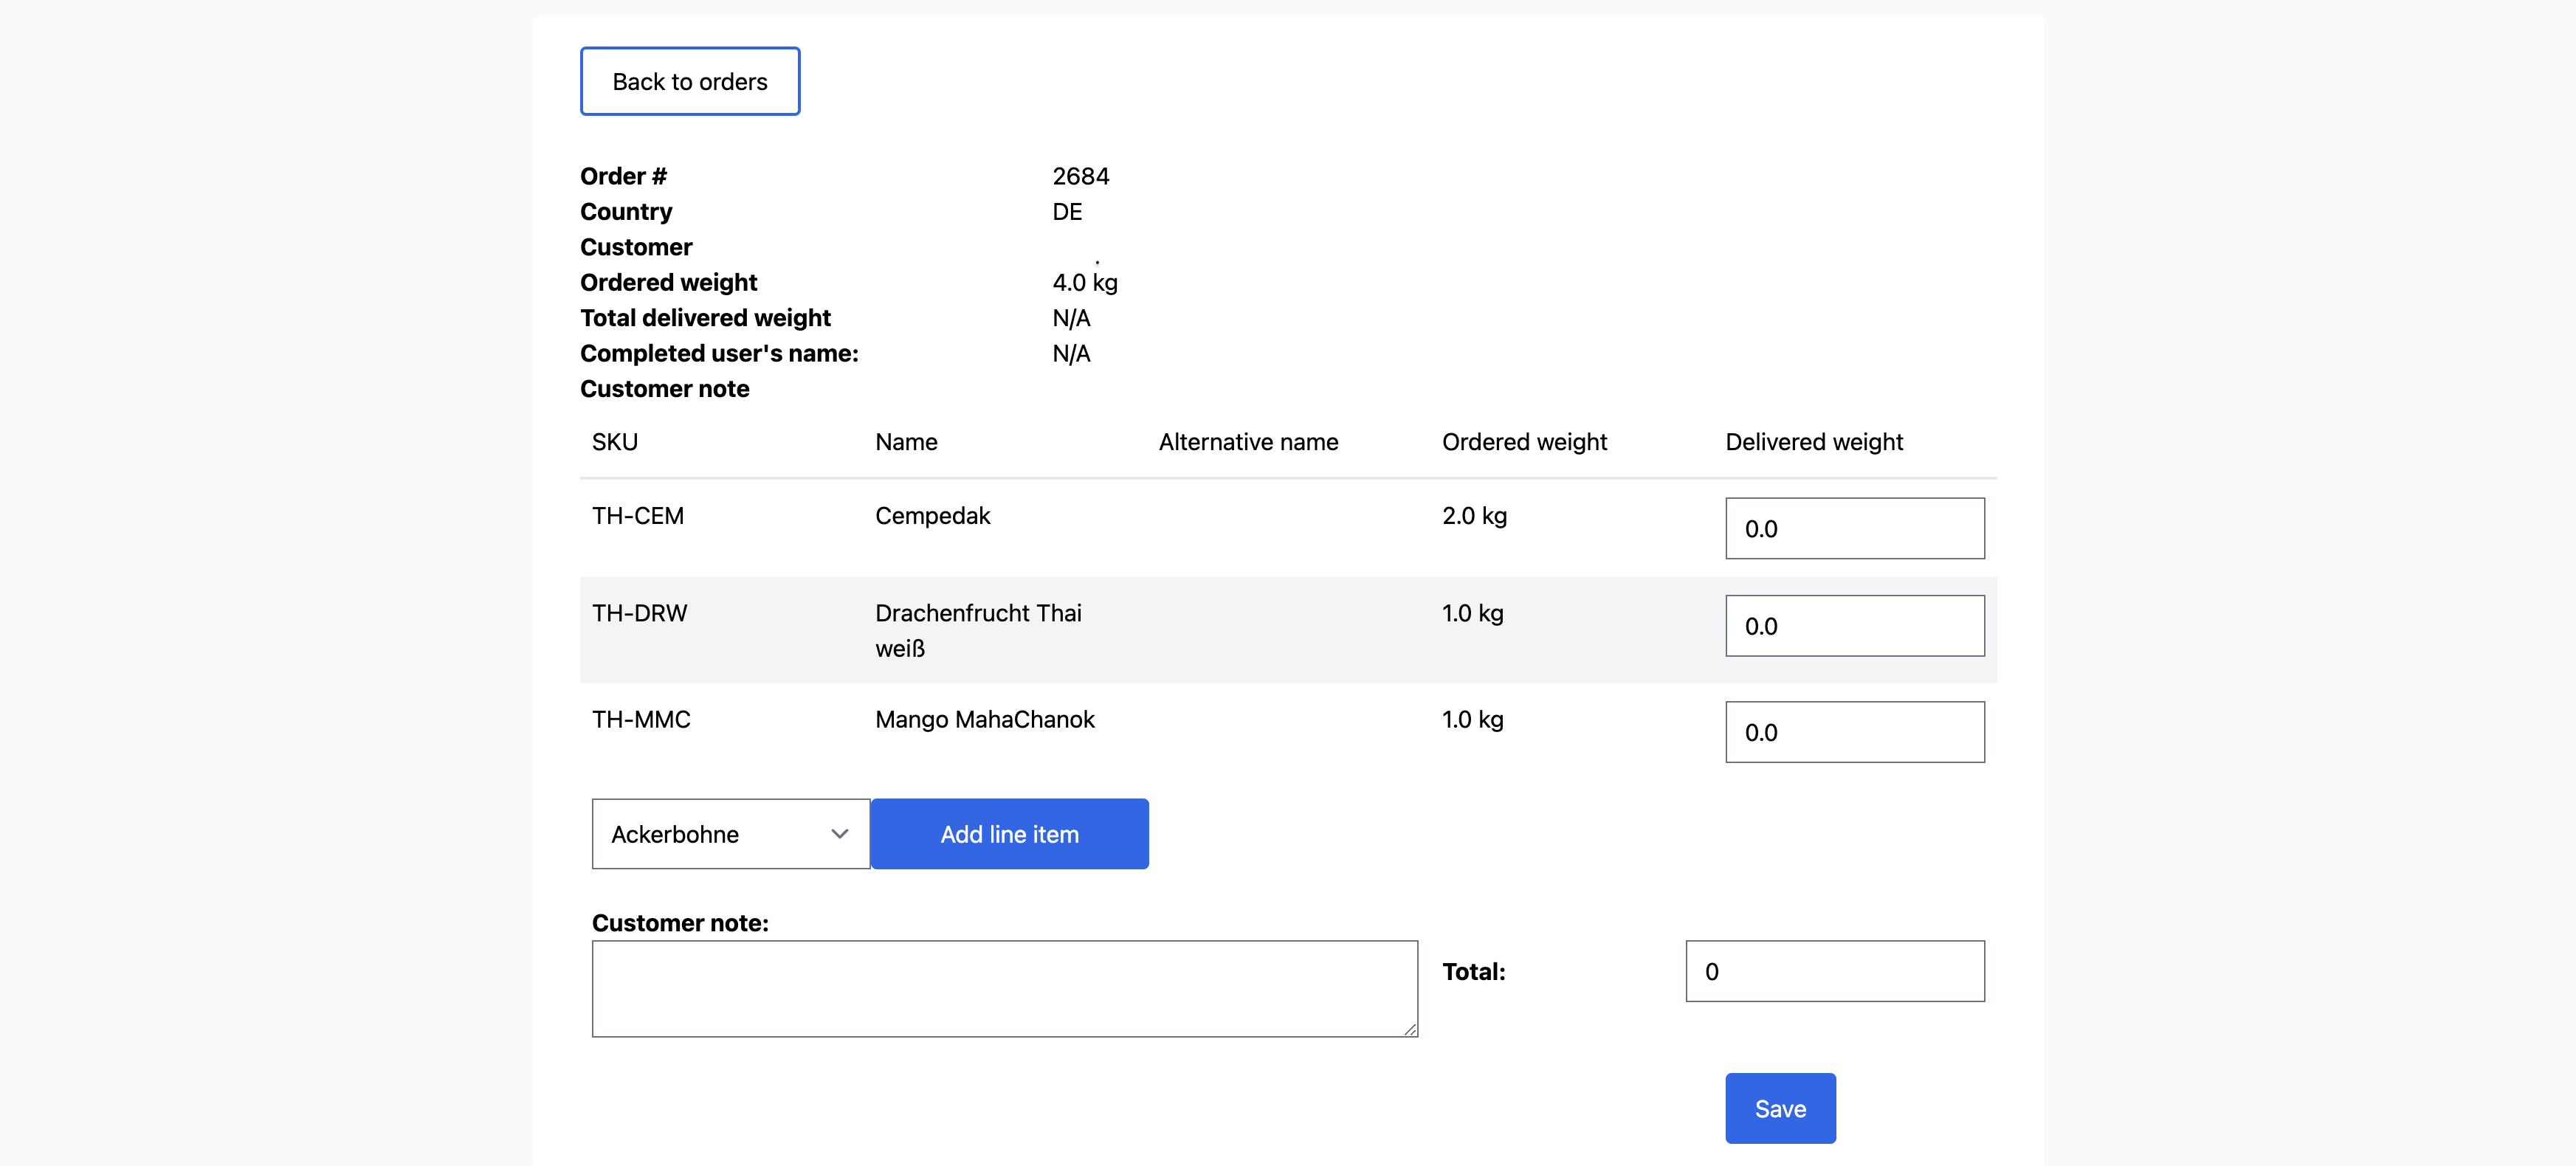 Back to orders
Order # 2684
Country DE
Customer
Ordered weight 4.0 kg
Total delivered weight N/A
Completed user's name: N/A
Customer note
SKU Name Alternative name Ordered weight Delivered weight
TH-CEM Cempedak 2.0 kg 0.0
TH-DRW Drachenfrucht Thai 1.0 kg 0.0
weiß
TH-MMC Mango MahaChanok 1.0 kg 0.0
Ackerbohne Add line item
Customer note:
Total: 0
Save